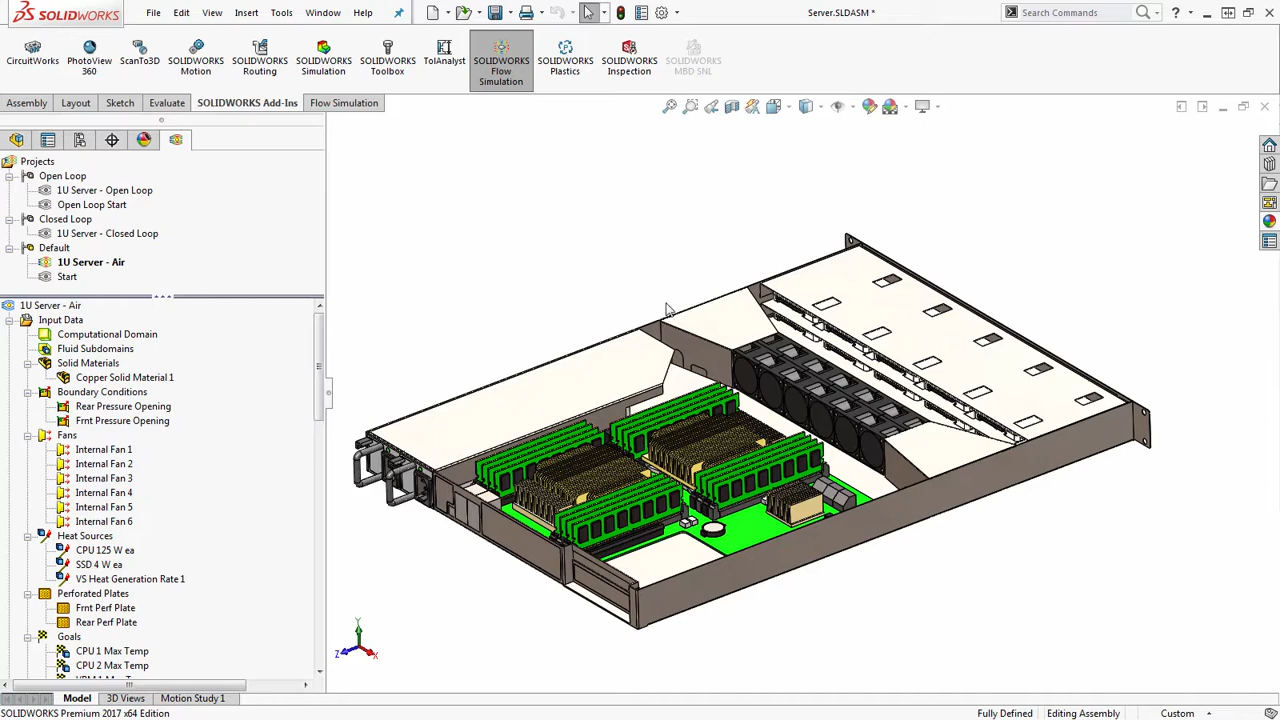 SOLIDWORKS
File Edit View Insert Tools Window Help
Server.SLDASM *
Search Commands
CircuitWorks
PhotoView 360
ScanTo3D
SOLIDWORKS Motion
SOLIDWORKS Routing
SOLIDWORKS Simulation
SOLIDWORKS Toolbox
TolAnalyst
SOLIDWORKS Flow Simulation
SOLIDWORKS Plastics
SOLIDWORKS Inspection
SOLIDWORKS MBD SNL
Assembly Layout Sketch Evaluate SOLIDWORKS Add-Ins Flow Simulation
Projects
Open Loop
1U Server - Open Loop
Open Loop Start
Closed Loop
1U Server - Closed Loop
Default
1U Server - Air
Start
1U Server - Air
Input Data
Computational Domain
Fluid Subdomains
Solid Materials
Copper Solid Material 1
Boundary Conditions
Rear Pressure Opening
Frnt Pressure Opening
Fans
Internal Fan 1
Internal Fan 2
Internal Fan 3
Internal Fan 4
Internal Fan 5
Internal Fan 6
Heat Sources
CPU 125 W ea
SSD 4 W ea
VS Heat Generation Rate 1
Perforated Plates
Frnt Perf Plate
Rear Perf Plate
Goals
CPU 1 Max Temp
CPU 2 Max Temp
Y
Z
X
Model 3D Views Motion Study 1
SOLIDWORKS Premium 2017 x64 Edition
Fully Defined Editing Assembly Custom